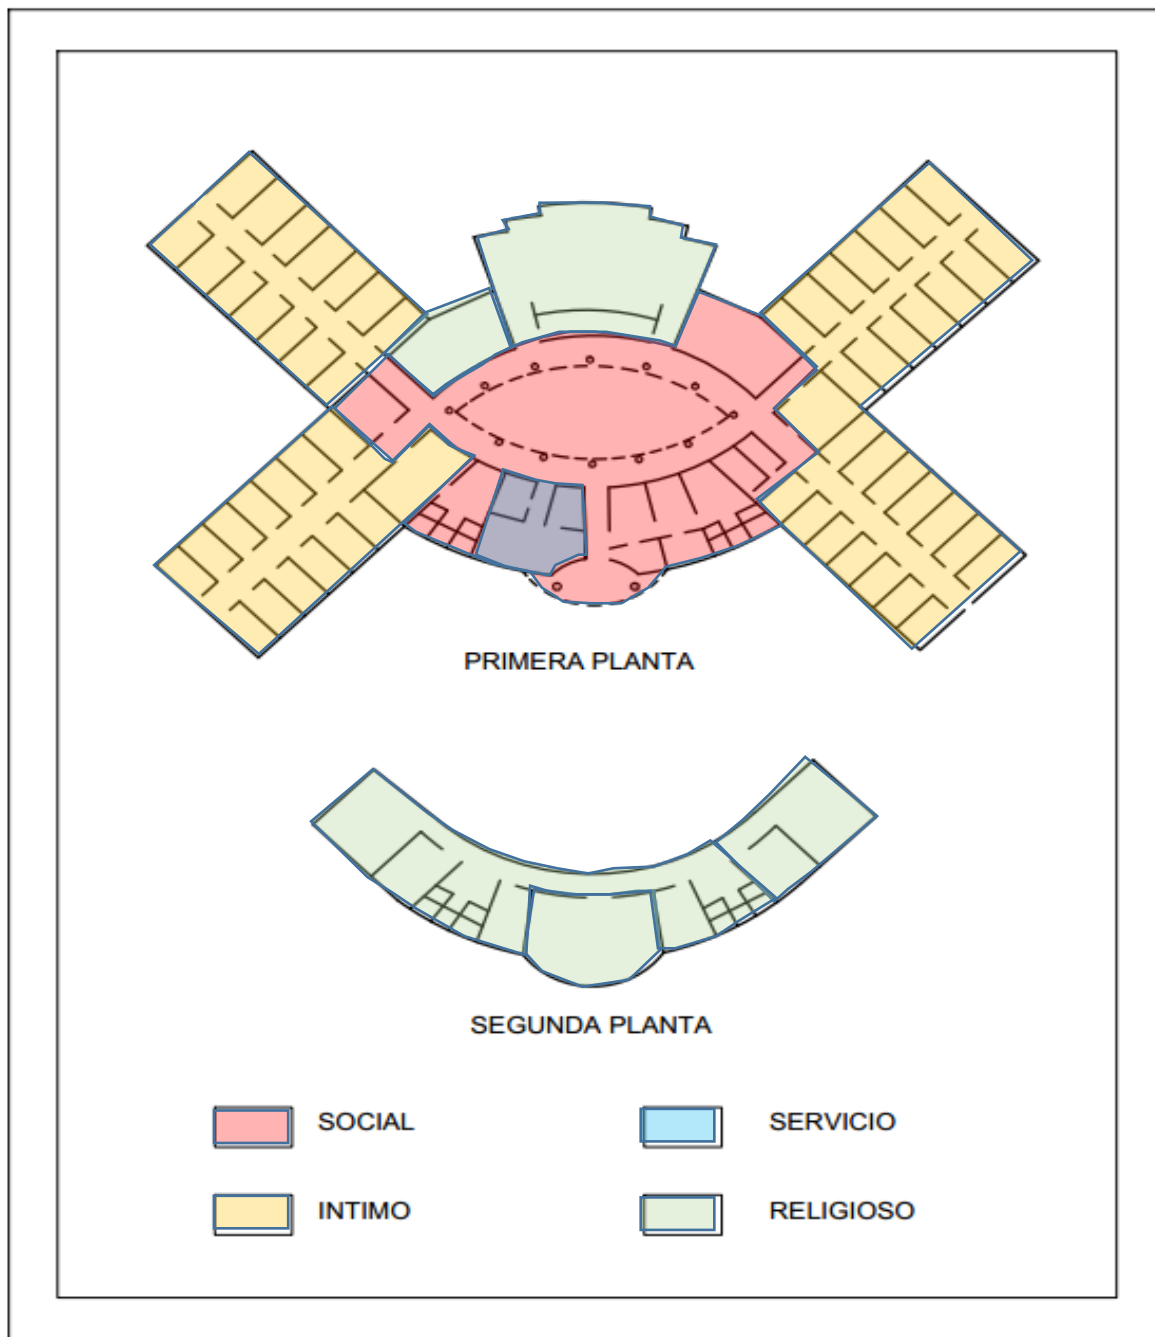 PRIMERA PLANTA
SEGUNDA PLANTA
SOCIAL
SERVICIO
INTIMO
RELIGIOSO